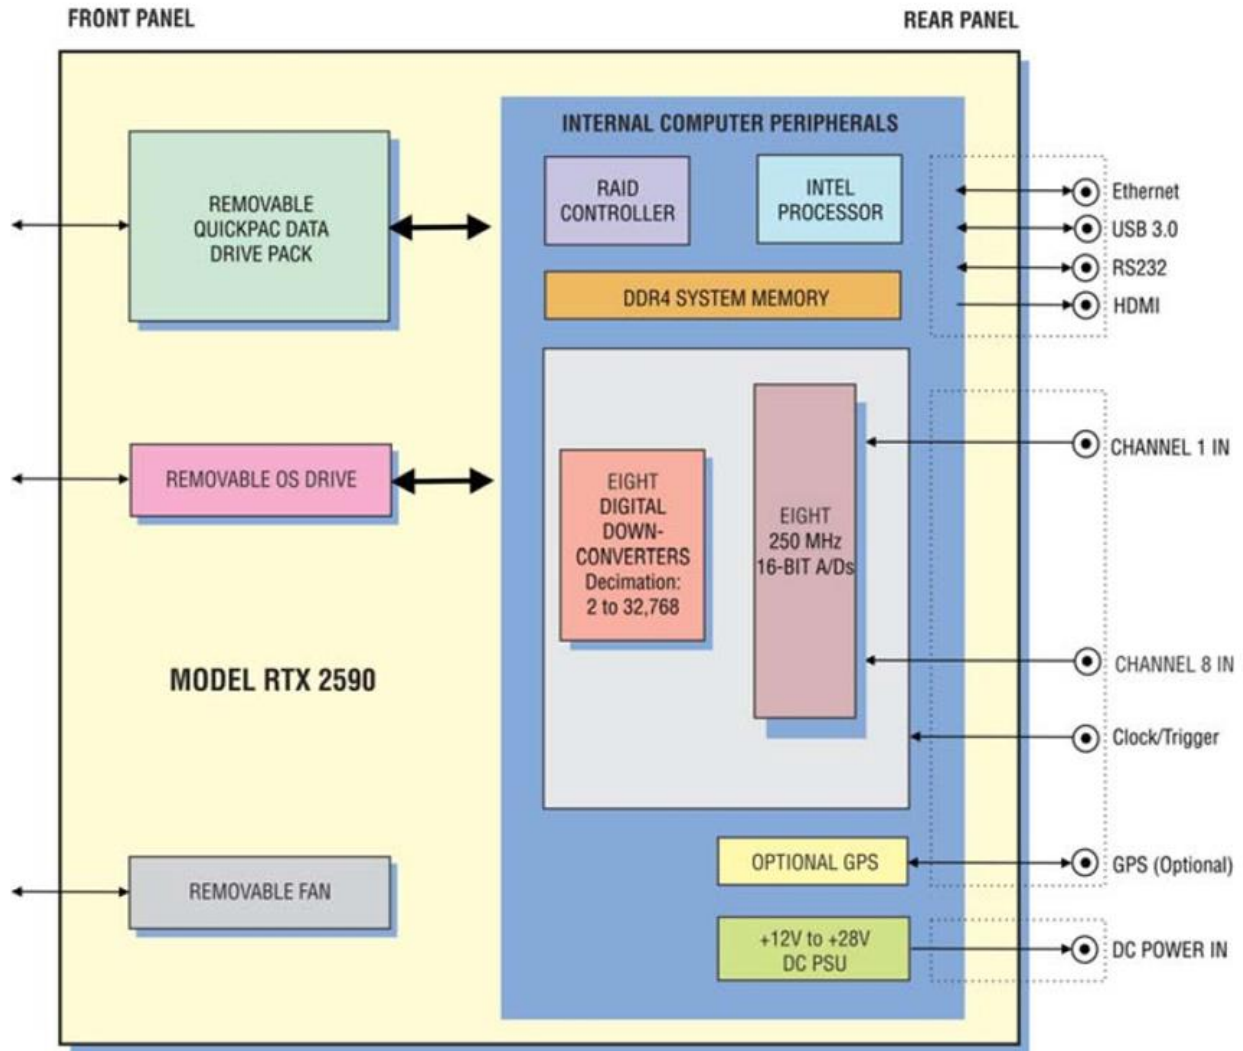 FRONT PANEL
REAR PANEL
INTERNAL COMPUTER PERIPHERALS
REMOVABLE
QUICKPAC DATA
DRIVE PACK
RAID
CONTROLLER
INTEL
PROCESSOR
DDR4 SYSTEM MEMORY
Ethernet
USB 3.0
RS232
HDMI
REMOVABLE OS DRIVE
EIGHT
DIGITAL
DOWN-
CONVERTERS
Decimation:
2 to 32,768
EIGHT
250 MHz
16-BIT A/Ds
CHANNEL 1 IN
CHANNEL 8 IN
Clock/Trigger
MODEL RTX 2590
REMOVABLE FAN
OPTIONAL GPS
GPS (Optional)
+12V to +28V
DC PSU
DC POWER IN